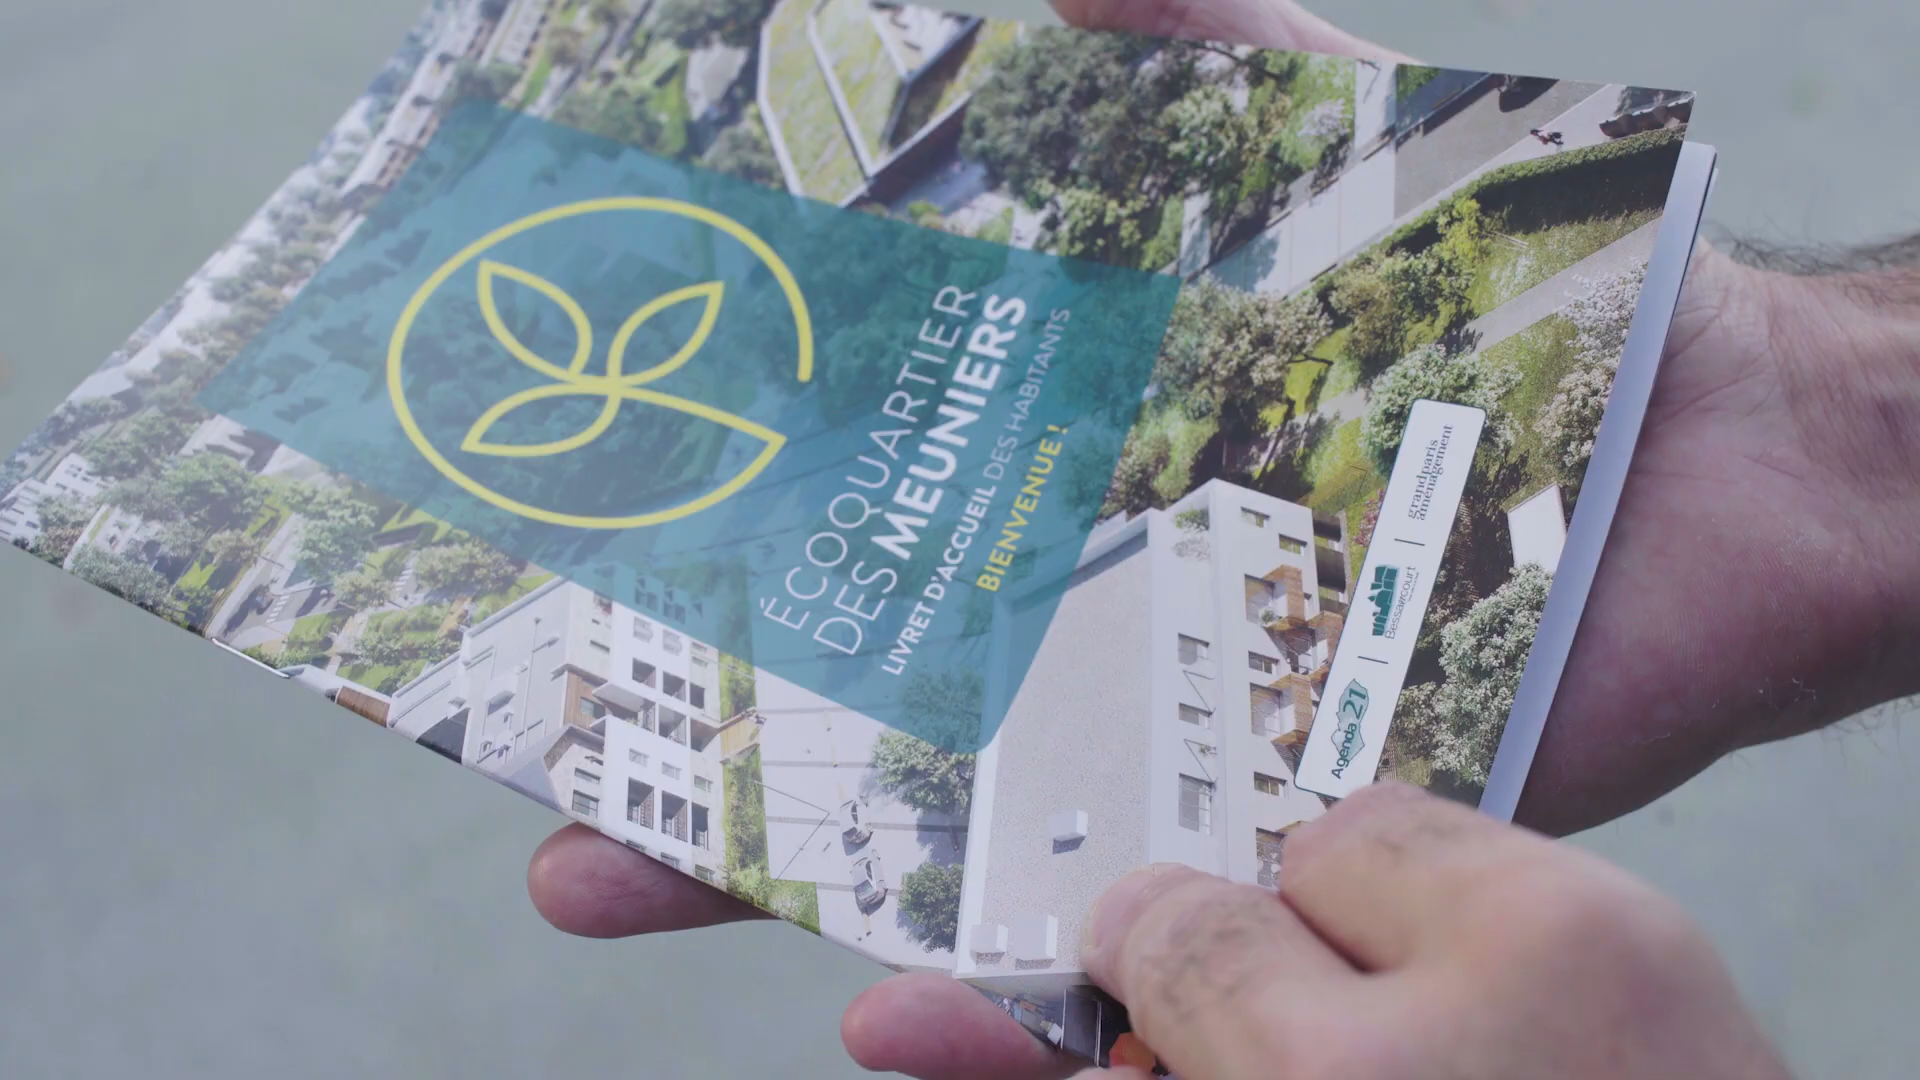 ÉCOQUARTIER
DES MEUNIERS
LIVRET D'ACCUEIL DES HABITANTS
BIENVENUE !
Agenda 21
Bessancourt
grandparis
aménagement